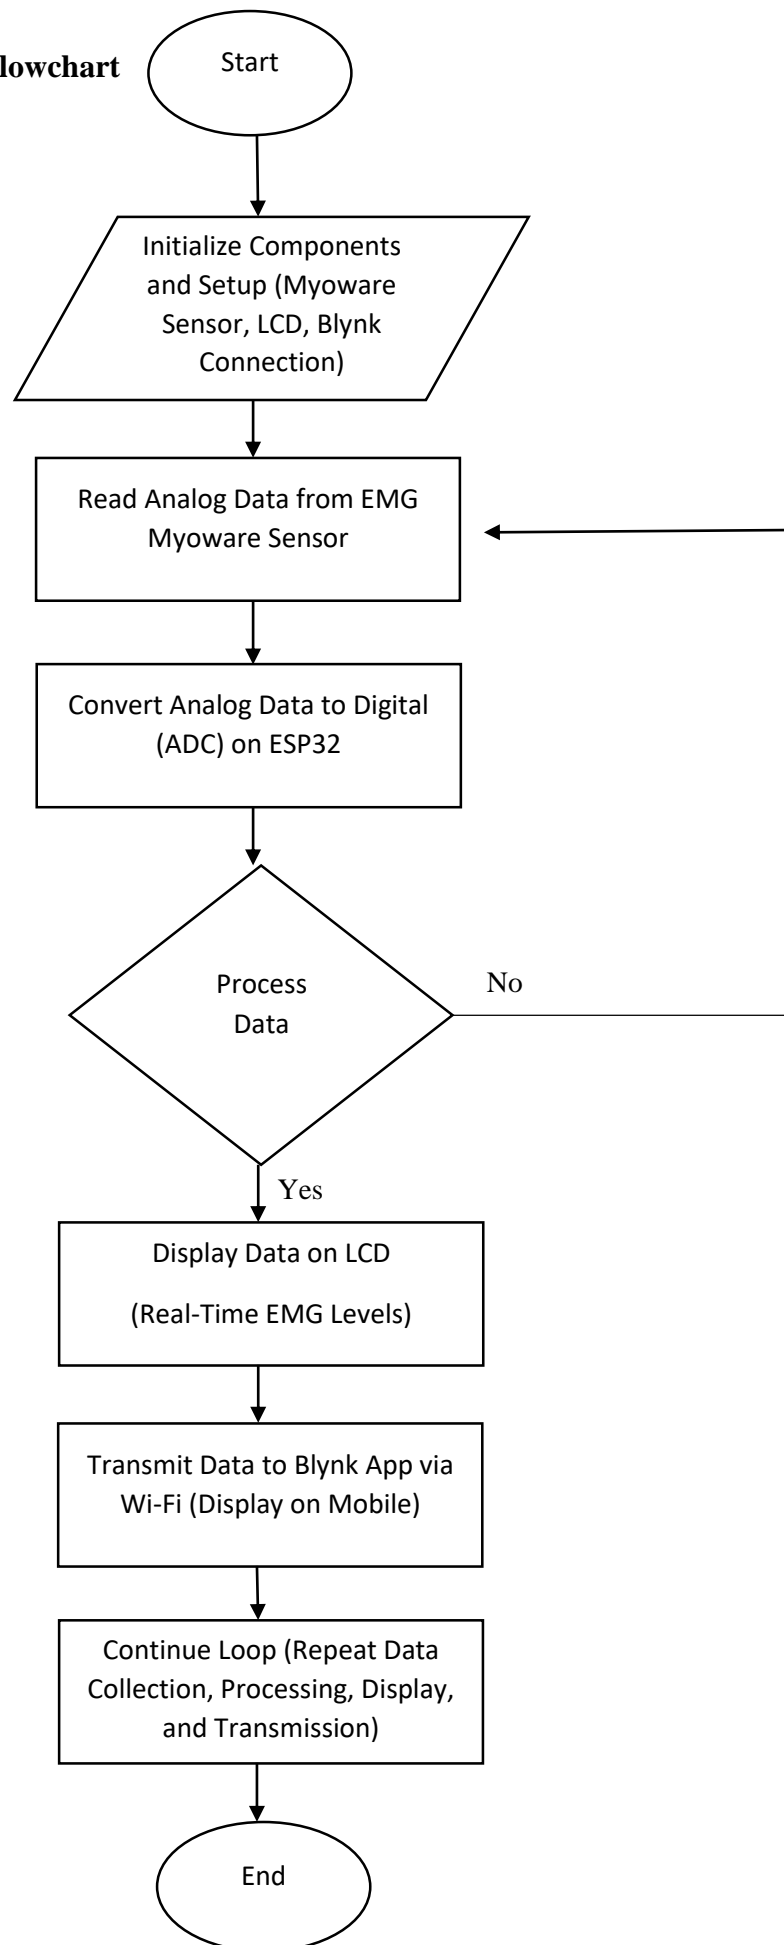 lowchart
Start
Initialize Components
and Setup (Myoware
Sensor, LCD, Blynk
Connection)
Read Analog Data from EMG
Myoware Sensor
Convert Analog Data to Digital
(ADC) on ESP32
Process
Data
No
Yes
Display Data on LCD
(Real-Time EMG Levels)
Transmit Data to Blynk App via
Wi-Fi (Display on Mobile)
Continue Loop (Repeat Data
Collection, Processing, Display,
and Transmission)
End